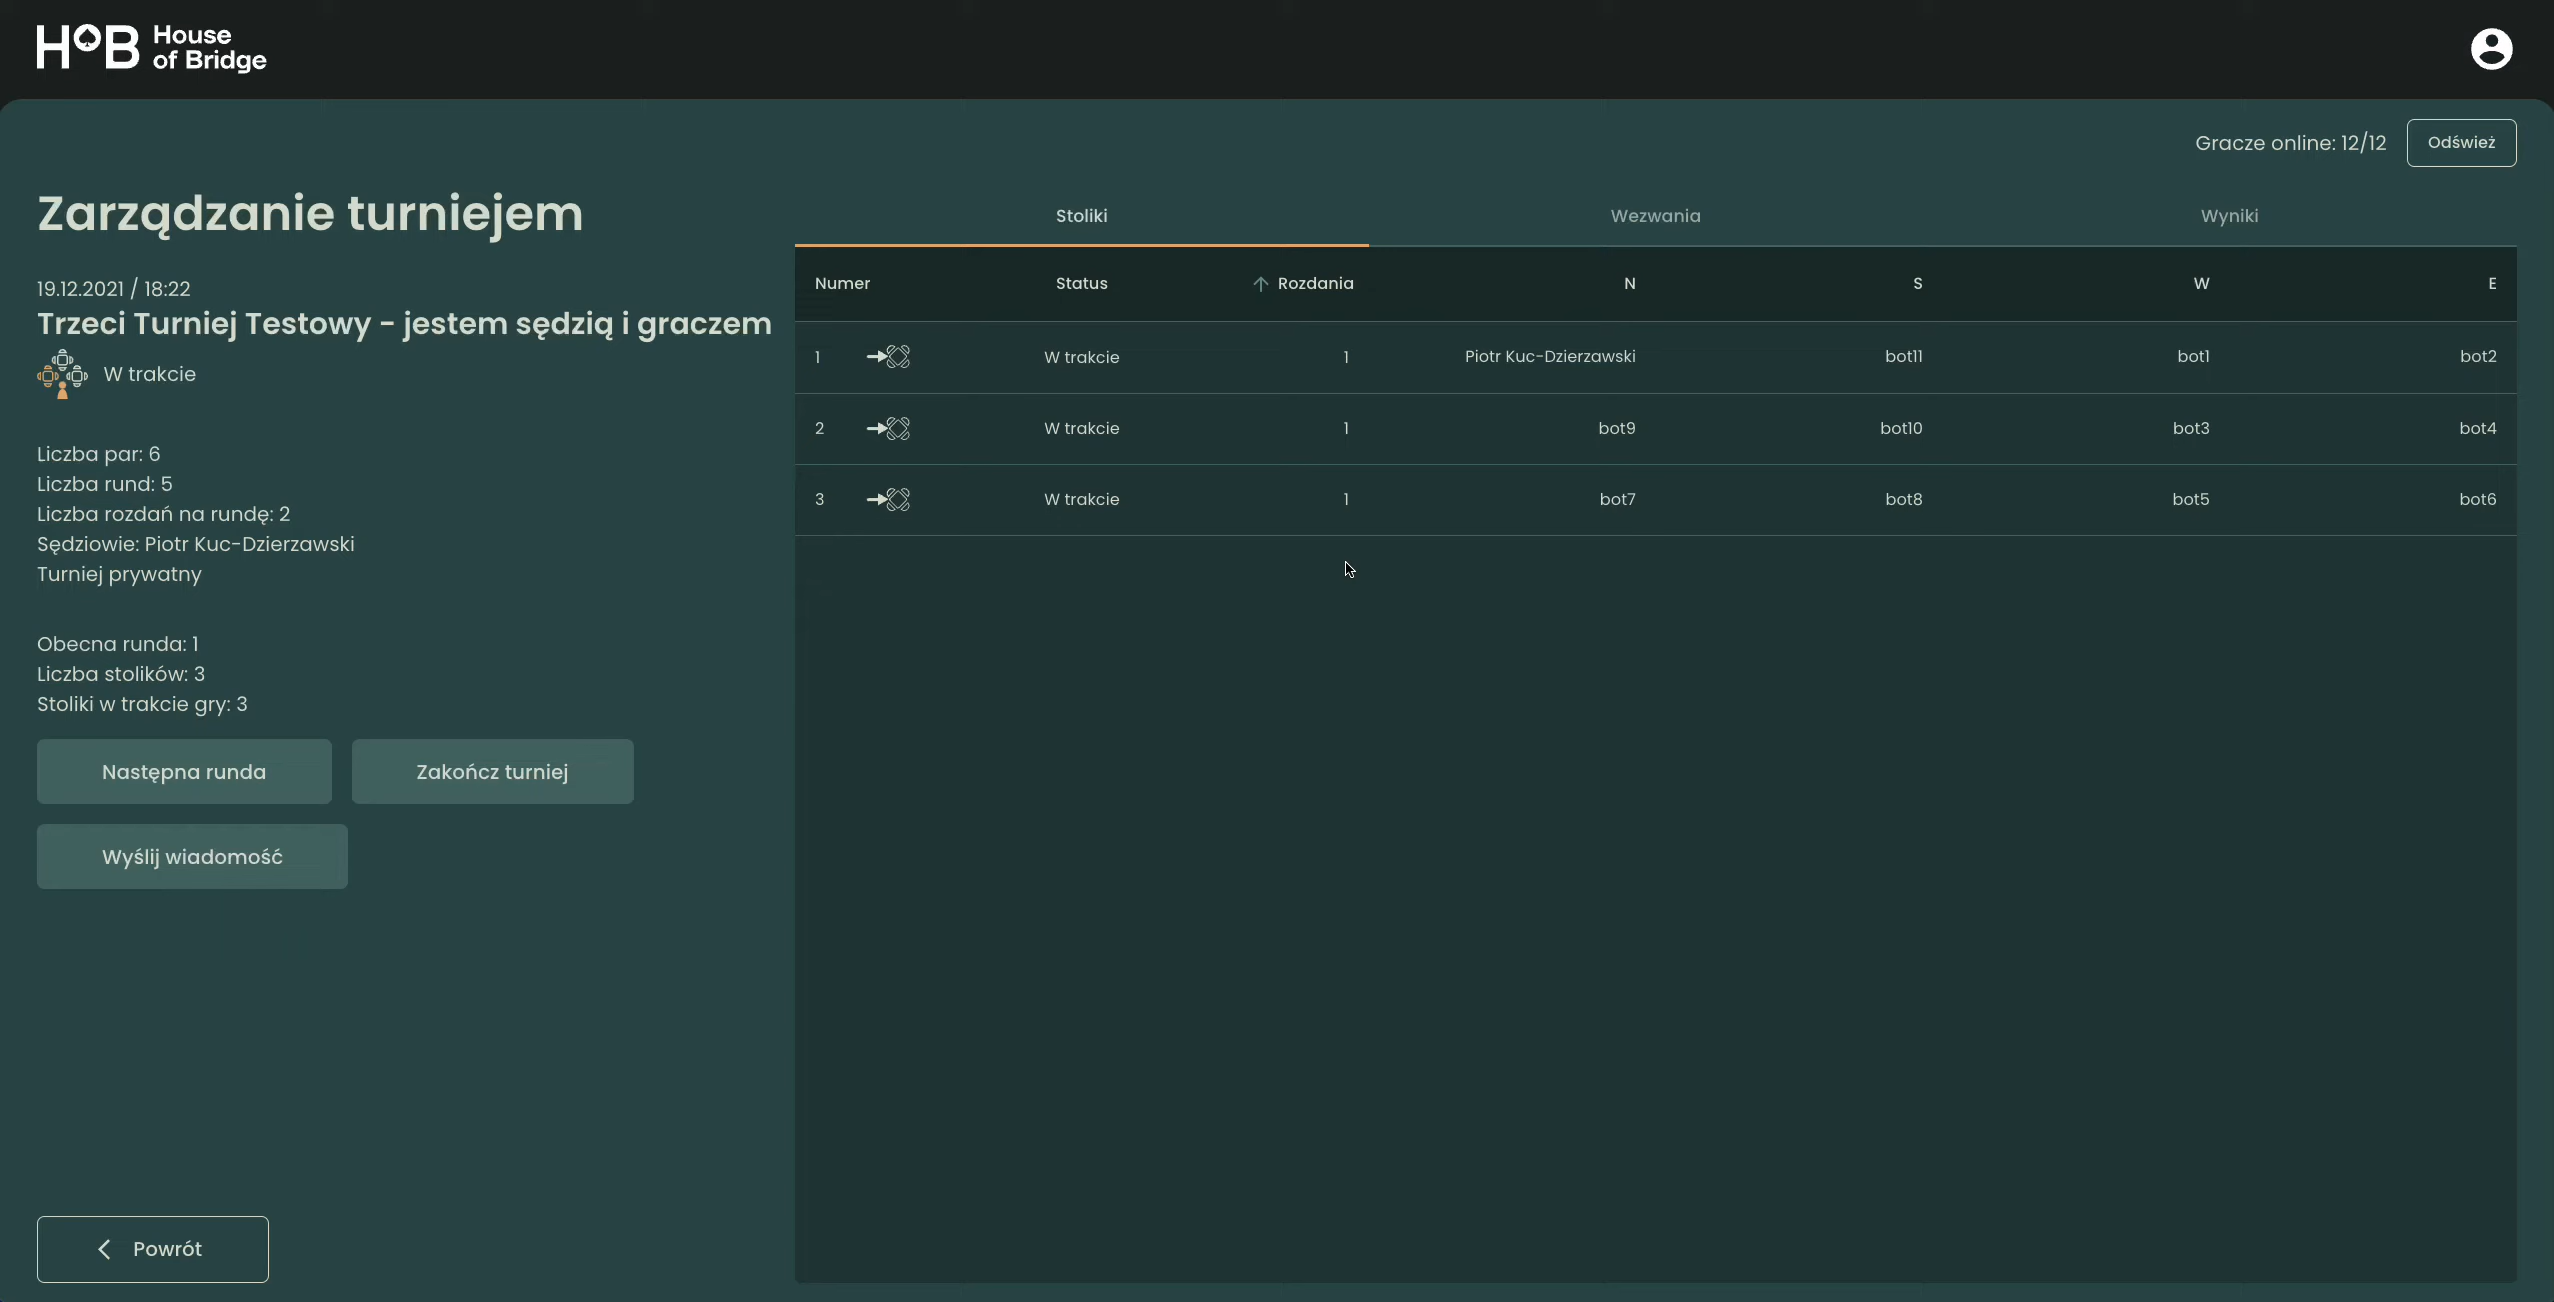 HOB House
of Bridge
Gracze online: 12/12 Odśwież
Zarządzanie turniejem
19.12.2021 / 18:22
Trzeci Turniej Testowy - jestem sędzią i graczem
W trakcie
Liczba par: 6
Liczba rund: 5
Liczba rozdań na rundę: 2
Sędziowie: Piotr Kuc-Dzierzawski
Turniej prywatny
Obecna runda: 1
Liczba stolików: 3
Stoliki w trakcie gry: 3
Następna runda Zakończ turniej
Wyślij wiadomość
Powrót
Stoliki Wezwania Wyniki
Numer Status Rozdania N S W E
1 W trakcie 1 Piotr Kuc-Dzierzawski bot11 bot1 bot2
2 W trakcie 1 bot9 bot10 bot3 bot4
3 W trakcie 1 bot7 bot8 bot5 bot6